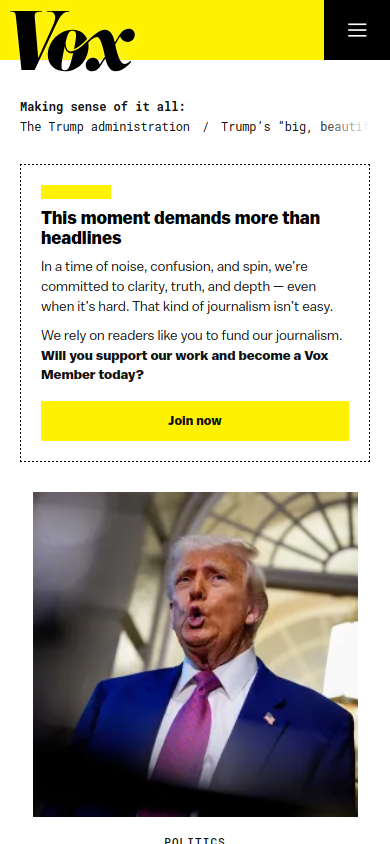 Vox
Making sense of it all:
The Trump administration / Trump's “big,
This moment demands more than
headlines
In a time of noise, confusion, and spin, we're
committed to clarity, truth, and depth — even
when it's hard. That kind of journalism isn't easy.
We rely on readers like you to fund our journalism.
Will you support our work and become a Vox
Member today?
Join now
POLITICS